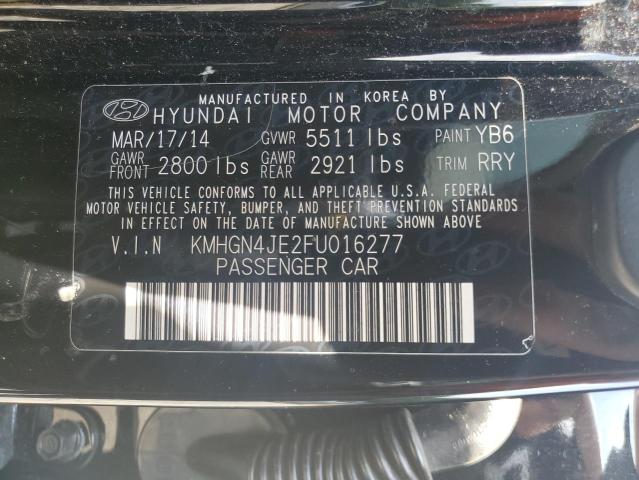 MANUFACTURED IN KOREA BY
HYUNDAI MOTOR COMPANY
MAR/17/14 GVWR 5511 lbs PAINT YB6
GAWR FRONT 2800 lbs GAWR REAR 2921 lbs TRIM RRY
THIS VEHICLE CONFORMS TO ALL APPLICABLE U.S.A. FEDERAL
MOTOR VEHICLE SAFETY, BUMPER, AND THEFT PREVENTION STANDARDS
IN EFFECT ON THE DATE OF MANUFACTURE SHOWN ABOVE.
V.I.N KMHGN4JE2FU016277
PASSENGER CAR